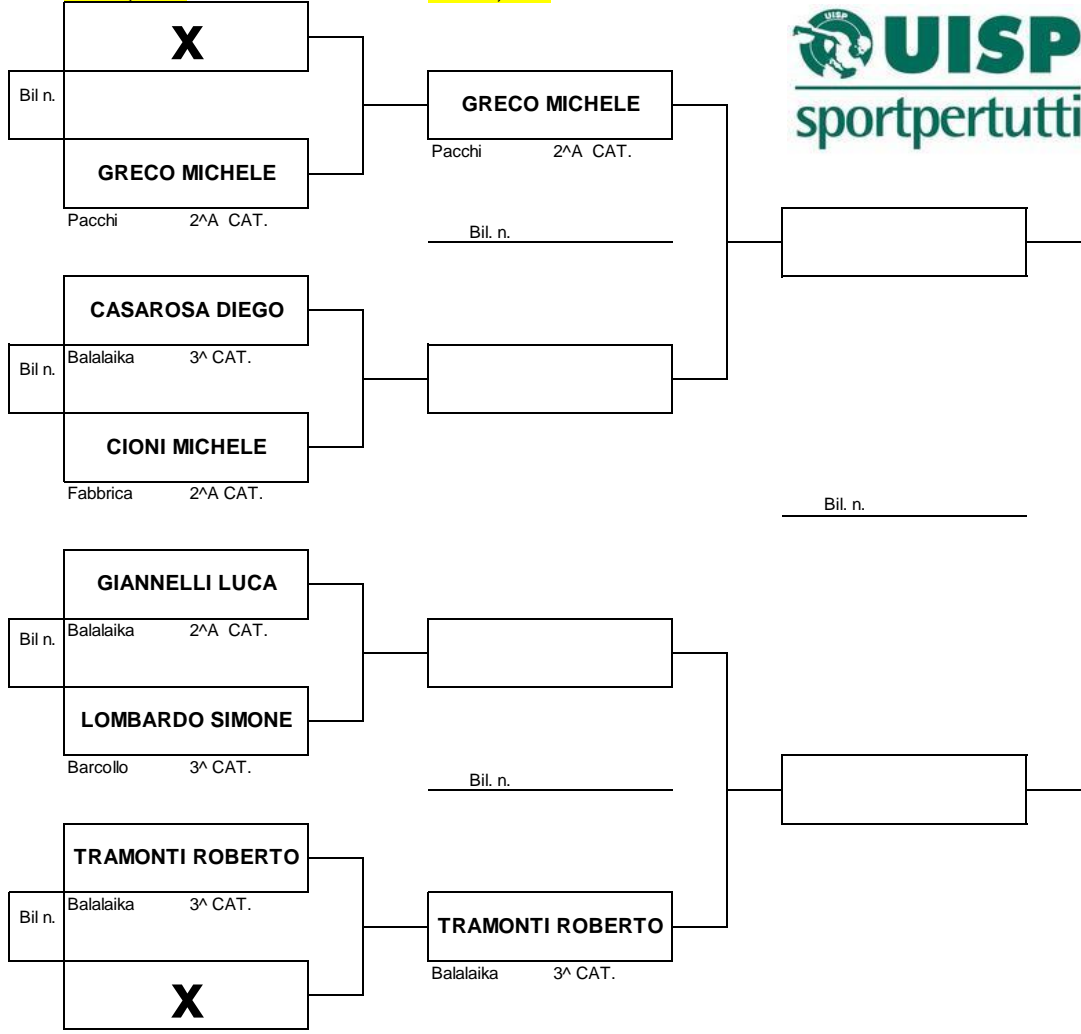 X
Bil n.
GRECO MICHELE
Pacchi 2^A CAT.
CASAROSA DIEGO
Balalaika 3^ CAT.
Bil n.
CIONI MICHELE
Fabbrica 2^A CAT.
GIANNELLI LUCA
Balalaika 2^A CAT.
Bil n.
LOMBARDO SIMONE
Barcollo 3^ CAT.
TRAMONTI ROBERTO
Balalaika 3^ CAT.
Bil n.
X
GRECO MICHELE
Pacchi 2^A CAT.
Bil. n.
Bil. n.
TRAMONTI ROBERTO
Balalaika 3^ CAT.
UISP
UISP
sportpertutti
Bil. n.